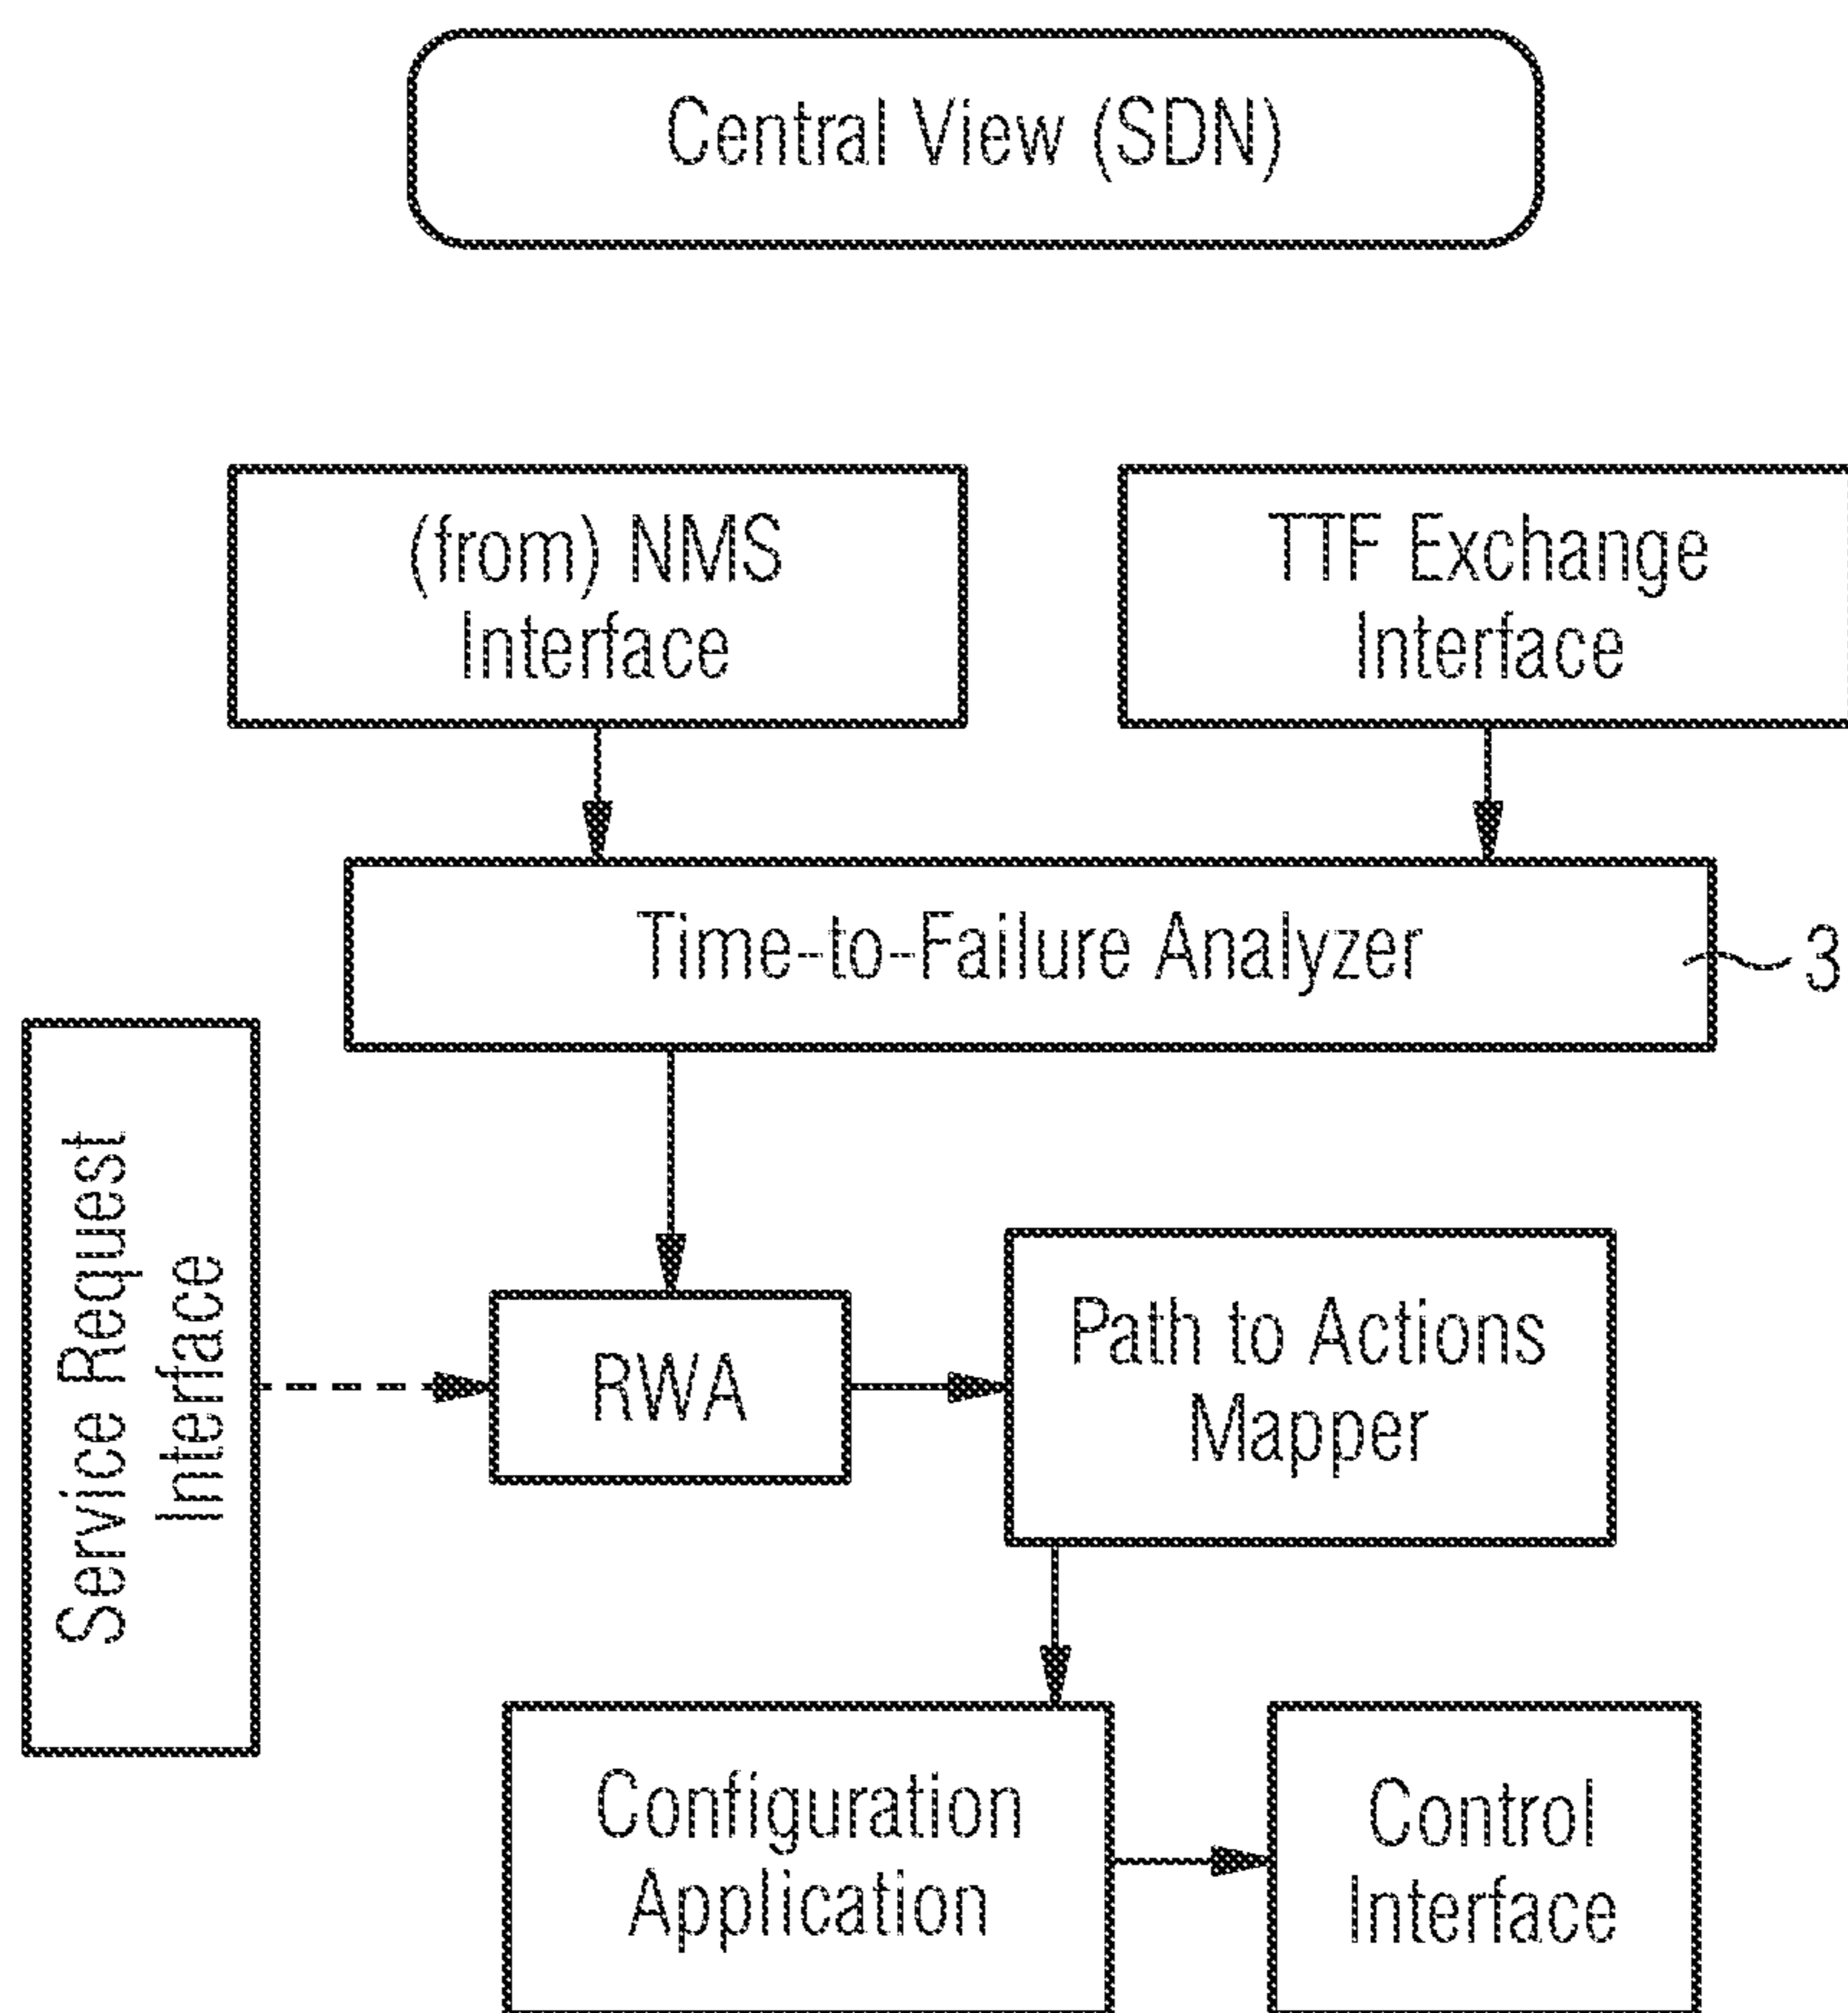 Central View (SDN)
(from) NMS
Interface
TTF Exchange
Interface
Time-to-Failure Analyzer
3
Service Request
Interface
RWA
Path to Actions
Mapper
Configuration
Application
Control
Interface